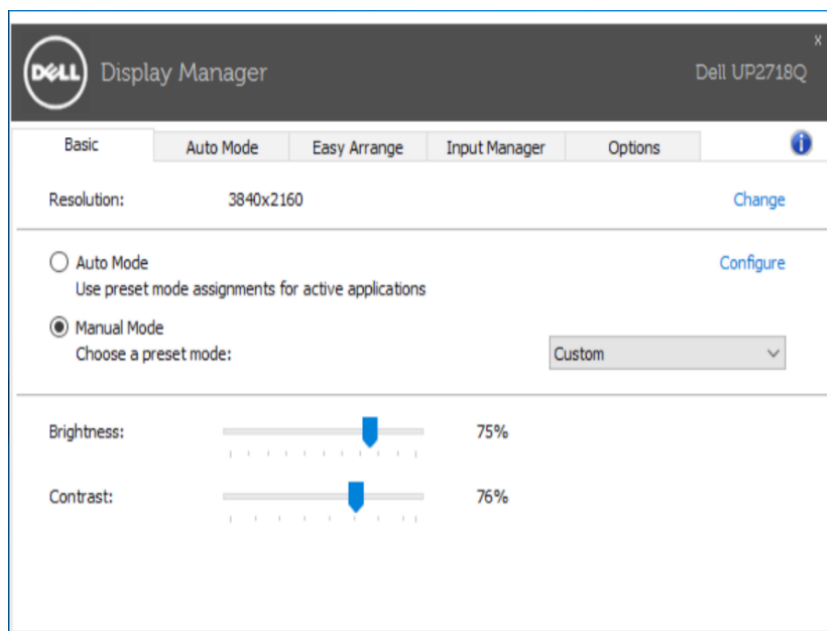 DELL Display Manager
x
Dell UP2718Q
Basic Auto Mode Easy Arrange Input Manager Options i
Resolution: 3840x2160 Change
Auto Mode Configure
Use preset mode assignments for active applications
Manual Mode
Choose a preset mode: Custom
Brightness: 75%
Contrast: 76%